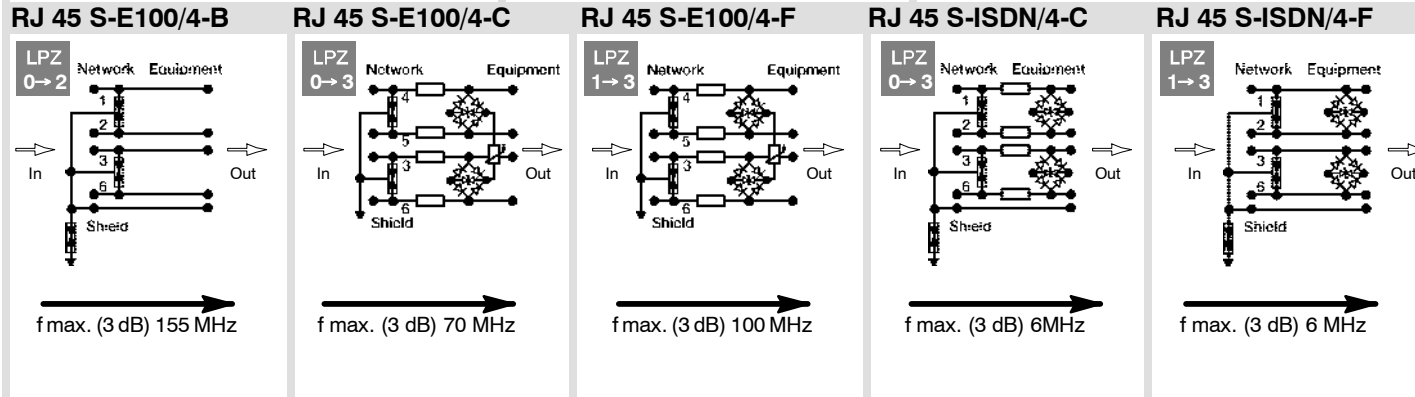 RJ 45 S-E100/4-B
LPZ
0→2
Network Equipment
1
2
3
6
In
Out
Shield
f max. (3 dB) 155 MHz
RJ 45 S-E100/4-C
LPZ
0→3
Network Equipment
4
5
3
6
In
Out
Shield
f max. (3 dB) 70 MHz
RJ 45 S-E100/4-F
LPZ
1→3
Network Equipment
4
5
3
6
In
Out
Shield
f max. (3 dB) 100 MHz
RJ 45 S-ISDN/4-C
LPZ
0→3
Network Equipment
1
2
3
6
In
Out
Shield
f max. (3 dB) 6MHz
RJ 45 S-ISDN/4-F
LPZ
1→3
Network Equipment
1
2
3
6
In
Out
Shield
f max. (3 dB) 6 MHz